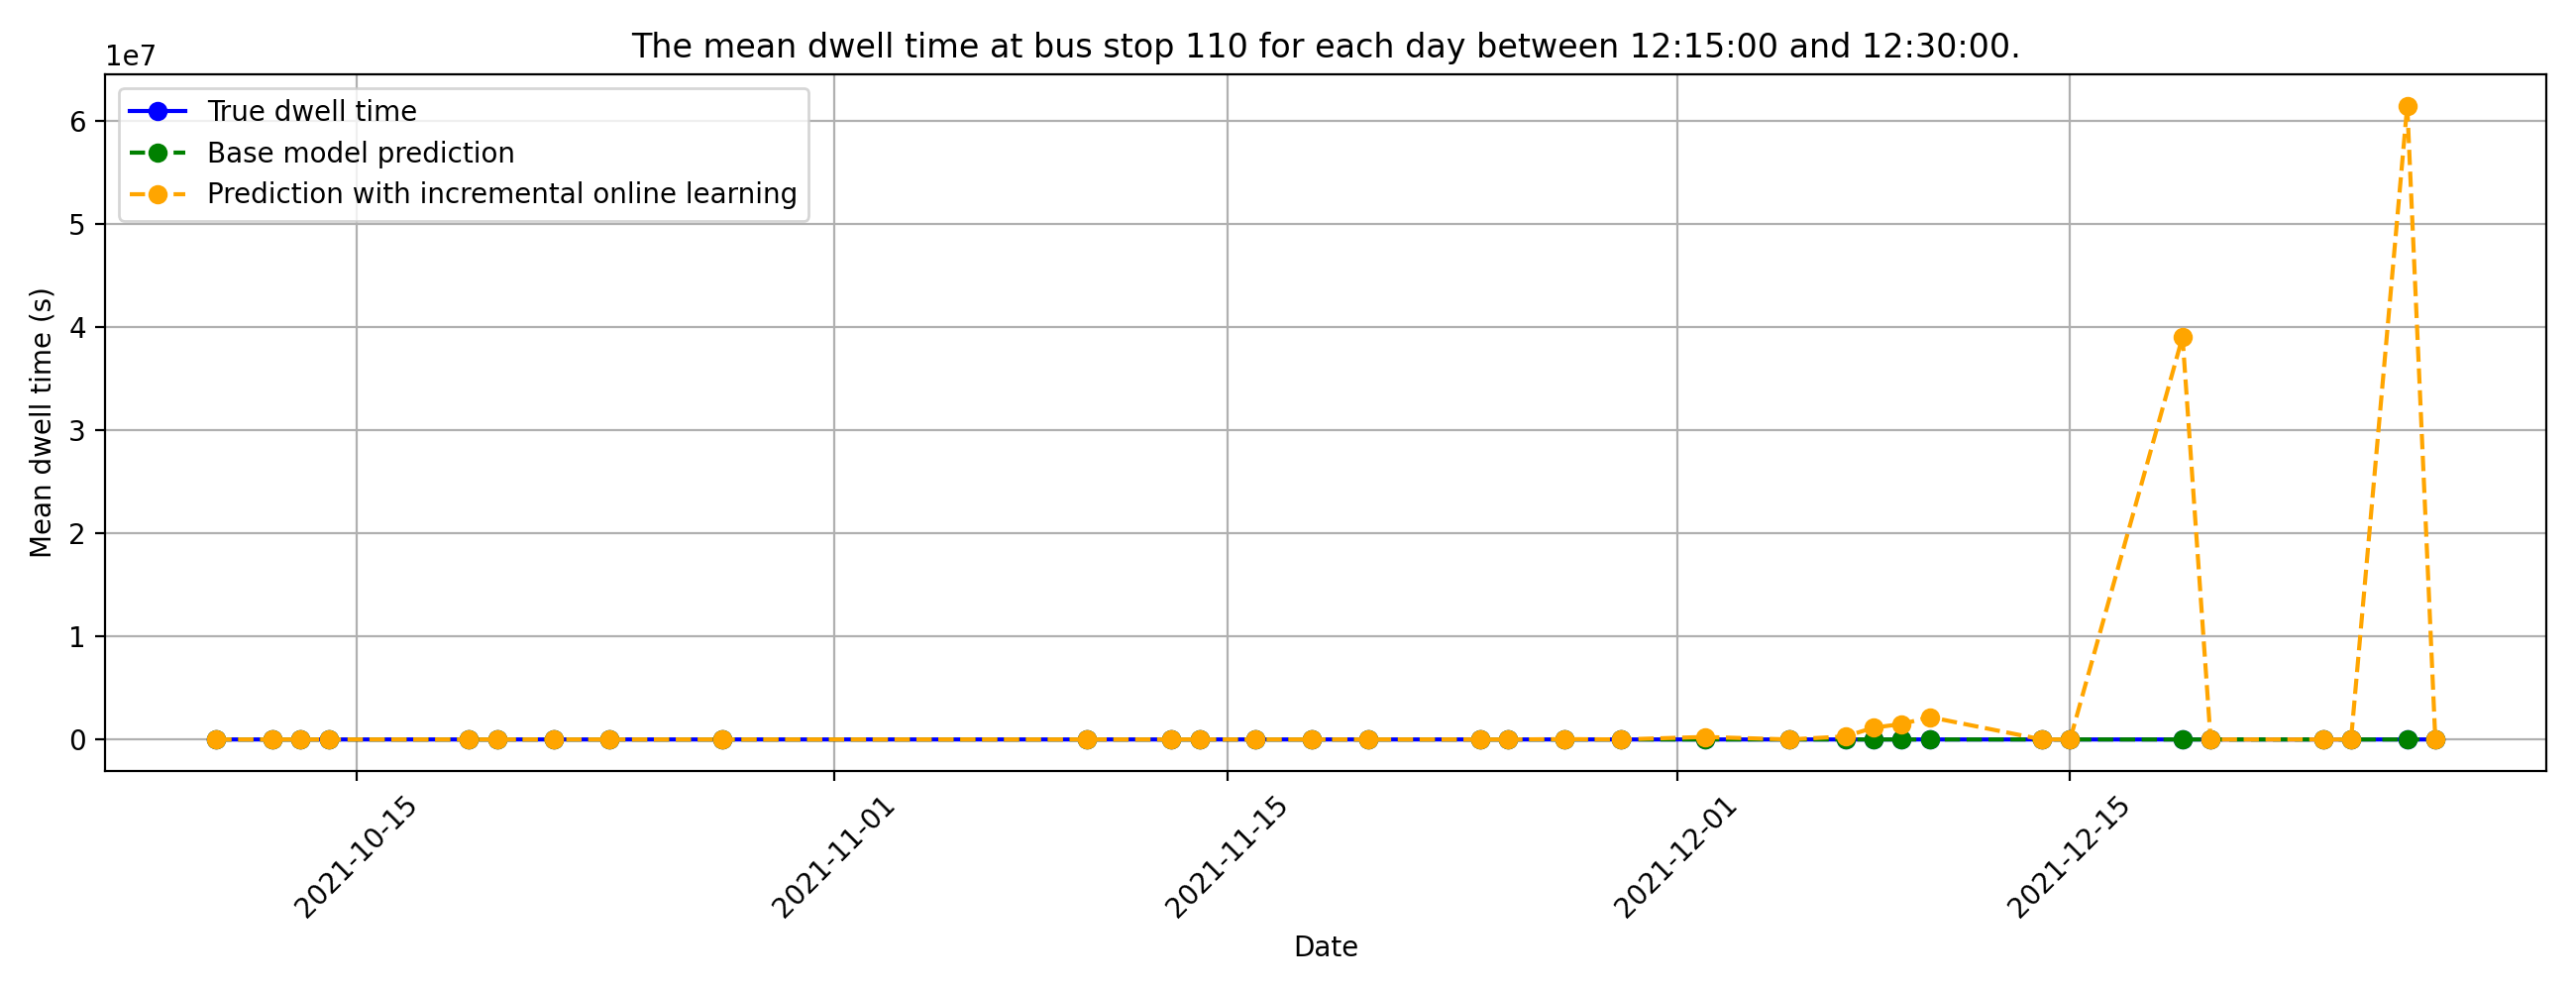 The mean dwell time at bus stop 110 for each day between 12:15:00 and 12:30:00.
1e7
True dwell time
Base model prediction
Prediction with incremental online learning
6
5
4
3
2
1
0
Mean dwell time (s)
2021-10-15
2021-11-01
2021-11-15
2021-12-01
2021-12-15
Date